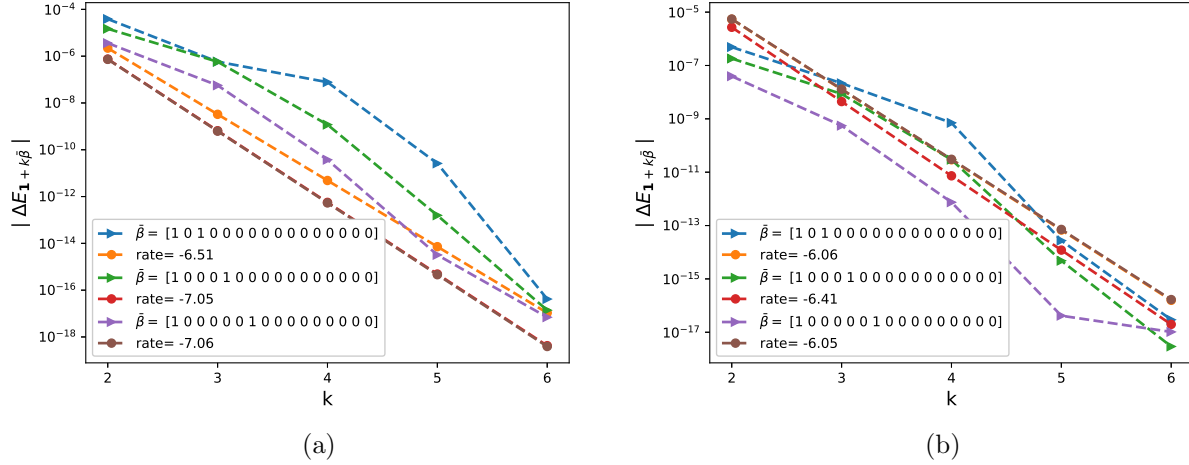 10⁻⁴
10⁻⁶
10⁻⁸
10⁻¹⁰
10⁻¹²
10⁻¹⁴
10⁻¹⁶
10⁻¹⁸
| ΔE_{𝟏 + kβ̄} |
β̄ = [1 0 1 0 0 0 0 0 0 0 0 0 0 0 0 0]
rate= -6.51
β̄ = [1 0 0 0 1 0 0 0 0 0 0 0 0 0 0 0]
rate= -7.05
β̄ = [1 0 0 0 0 0 1 0 0 0 0 0 0 0 0 0]
rate= -7.06
2 3 4 5 6
k
(a)
10⁻⁵
10⁻⁷
10⁻⁹
10⁻¹¹
10⁻¹³
10⁻¹⁵
10⁻¹⁷
| ΔE_{𝟏 + kβ̄} |
β̄ = [1 0 1 0 0 0 0 0 0 0 0 0 0 0 0 0]
rate= -6.06
β̄ = [1 0 0 0 1 0 0 0 0 0 0 0 0 0 0 0]
rate= -6.41
β̄ = [1 0 0 0 0 0 1 0 0 0 0 0 0 0 0 0]
rate= -6.05
2 3 4 5 6
k
(b)